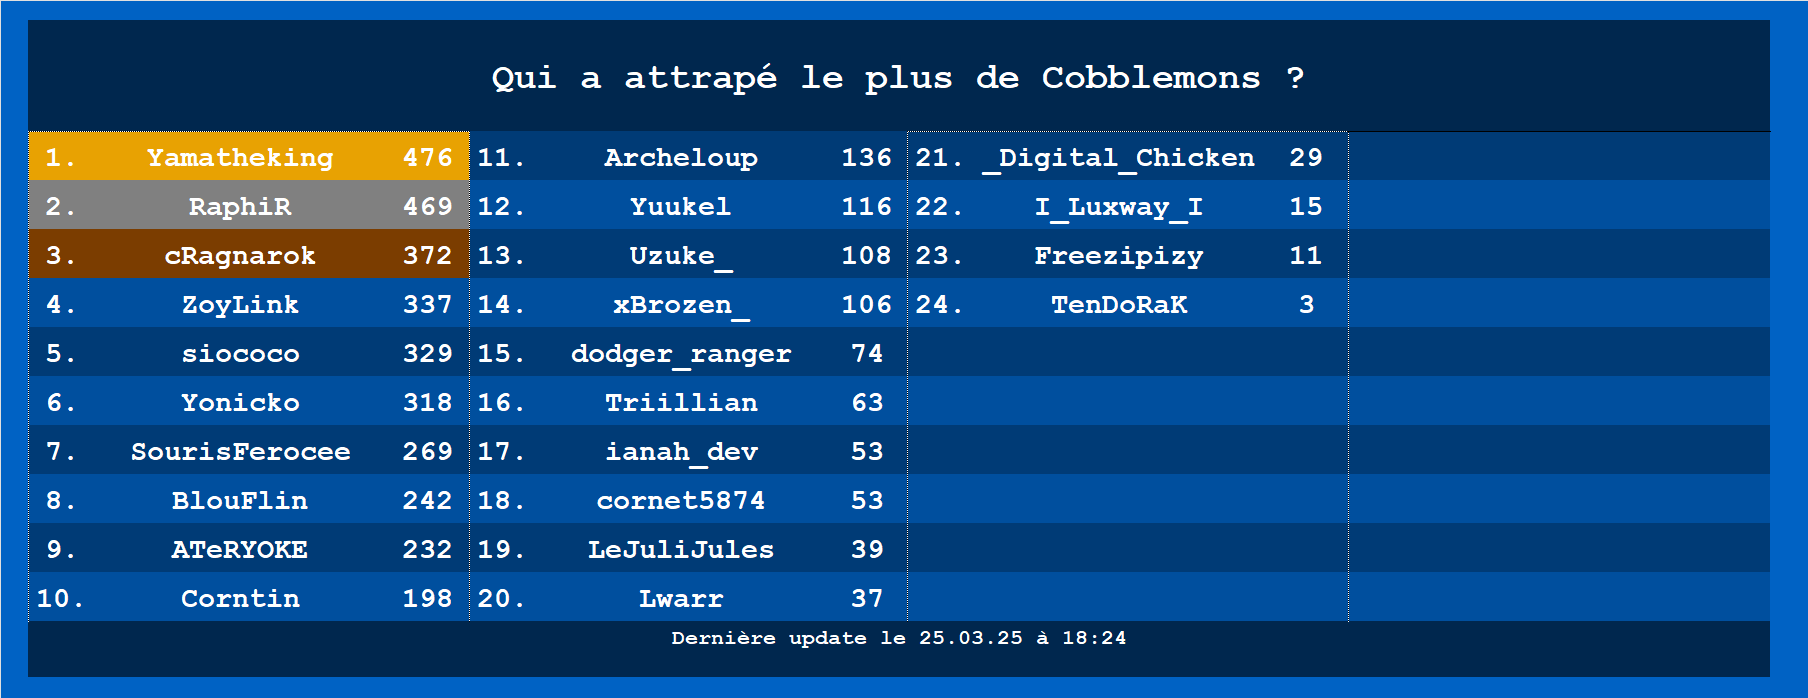 Qui a attrapé le plus de Cobblemons ?
1. Yamatheking 476
2. RaphiR 469
3. cRagnarok 372
4. ZoyLink 337
5. siococo 329
6. Yonicko 318
7. SourisFerocee 269
8. BlouFlin 242
9. ATeRYOKE 232
10. Corntin 198
11. Archeloup 136
12. Yuukel 116
13. Uzuke_ 108
14. xBrozen_ 106
15. dodger_ranger 74
16. Triillian 63
17. ianah_dev 53
18. cornet5874 53
19. LeJuliJules 39
20. Lwarr 37
21. _Digital_Chicken 29
22. I_Luxway_I 15
23. Freezipizy 11
24. TenDoRaK 3
Dernière update le 25.03.25 à 18:24